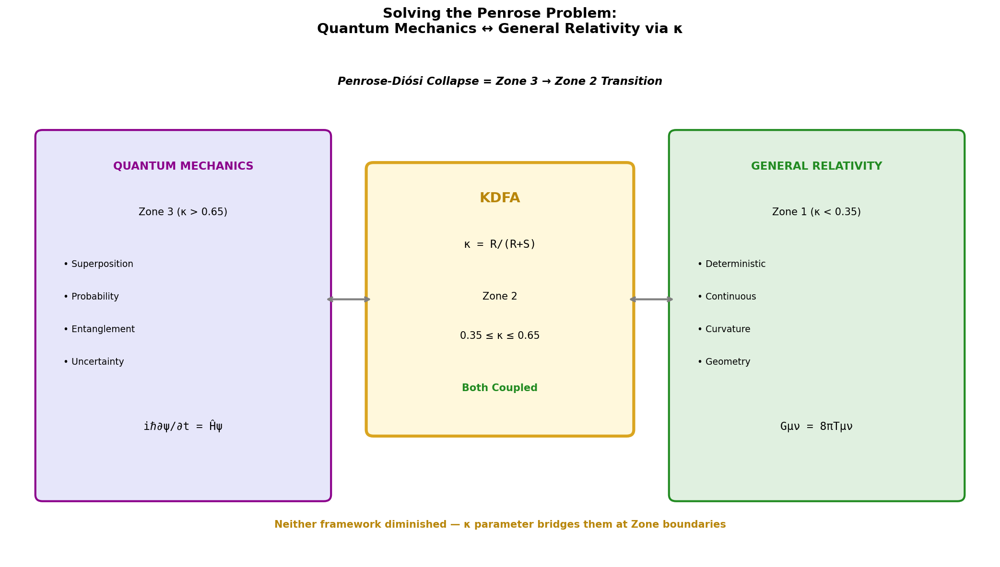 Solving the Penrose Problem:
Quantum Mechanics ↔ General Relativity via κ
Penrose-Diósi Collapse = Zone 3 → Zone 2 Transition
QUANTUM MECHANICS
Zone 3 (κ > 0.65)
• Superposition
• Probability
• Entanglement
• Uncertainty
iℏ∂ψ/∂t = Ĥψ
KDFA
κ = R/(R+S)
Zone 2
0.35 ≤ κ ≤ 0.65
Both Coupled
GENERAL RELATIVITY
Zone 1 (κ < 0.35)
• Deterministic
• Continuous
• Curvature
• Geometry
Gμν = 8πTμν
Neither framework diminished — κ parameter bridges them at Zone boundaries